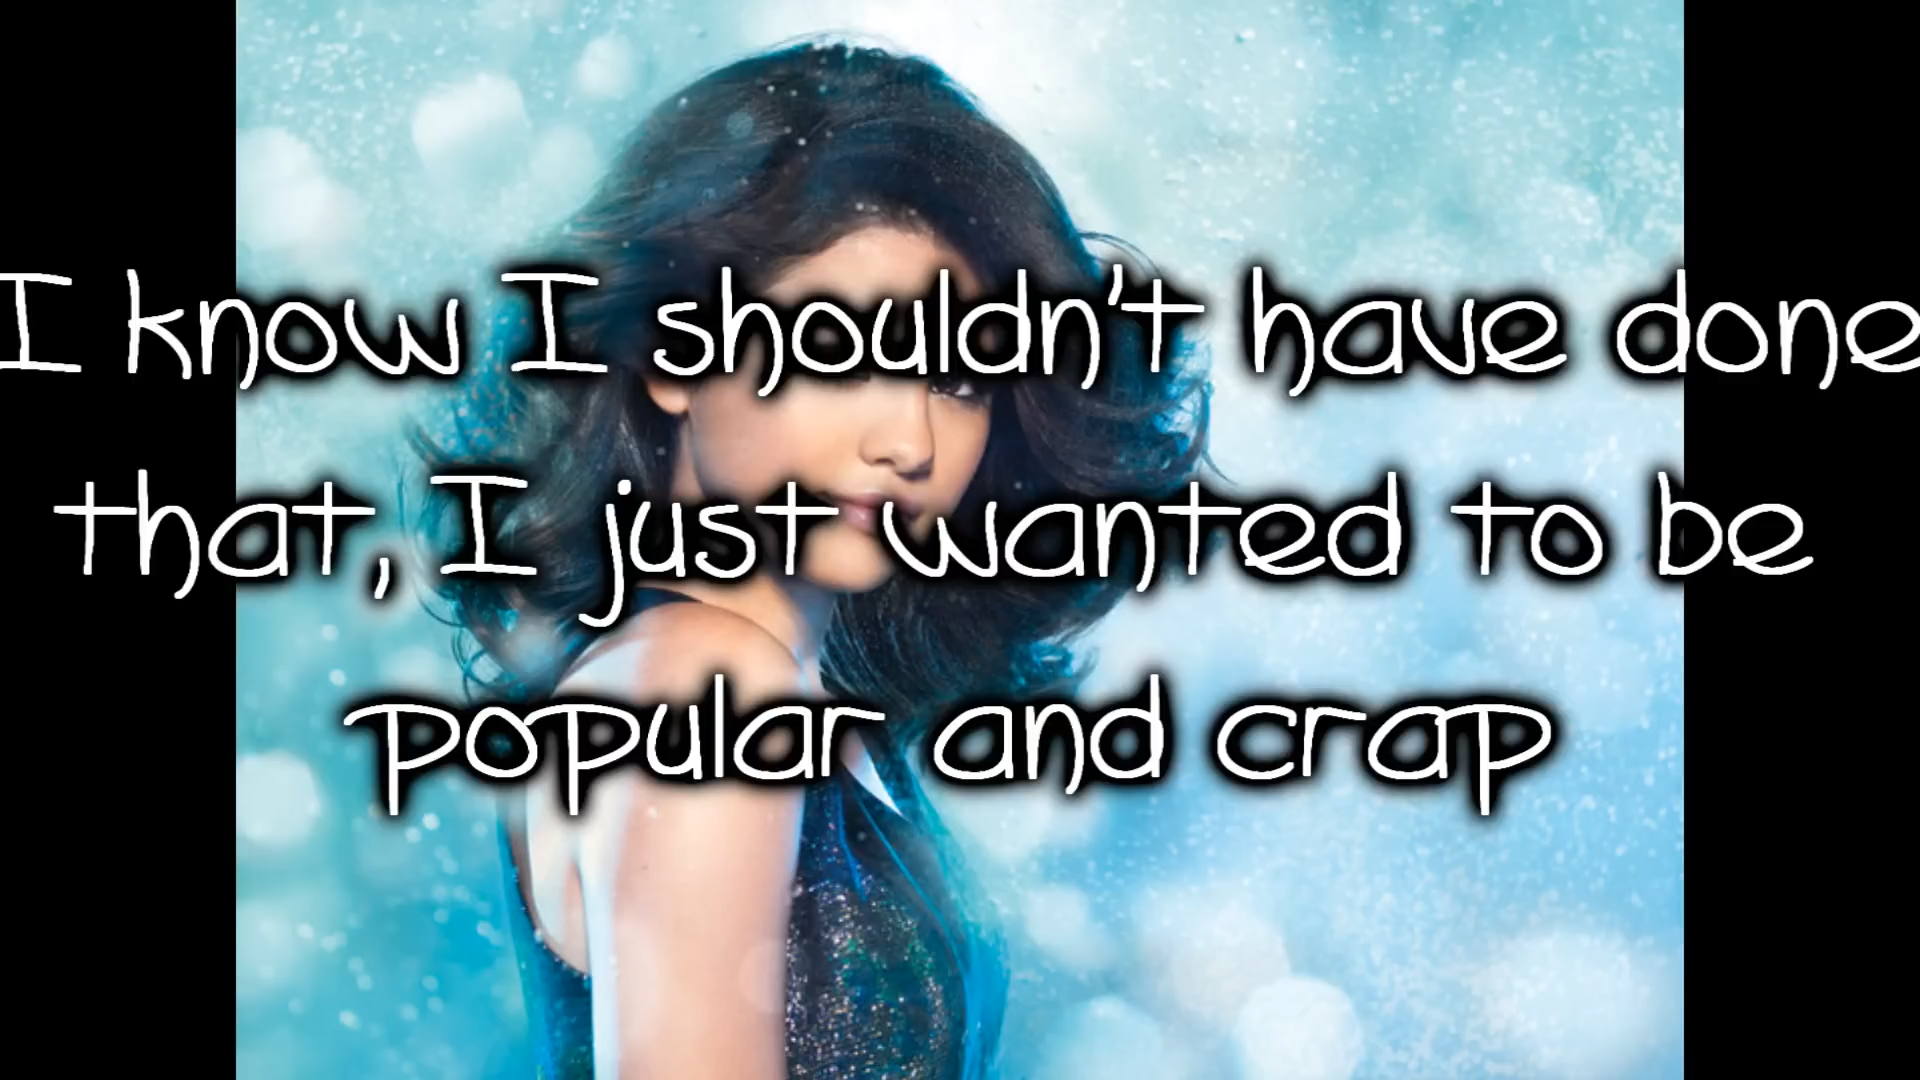 I know I shouldn't have done
that, I just wanted to be
popular and crap